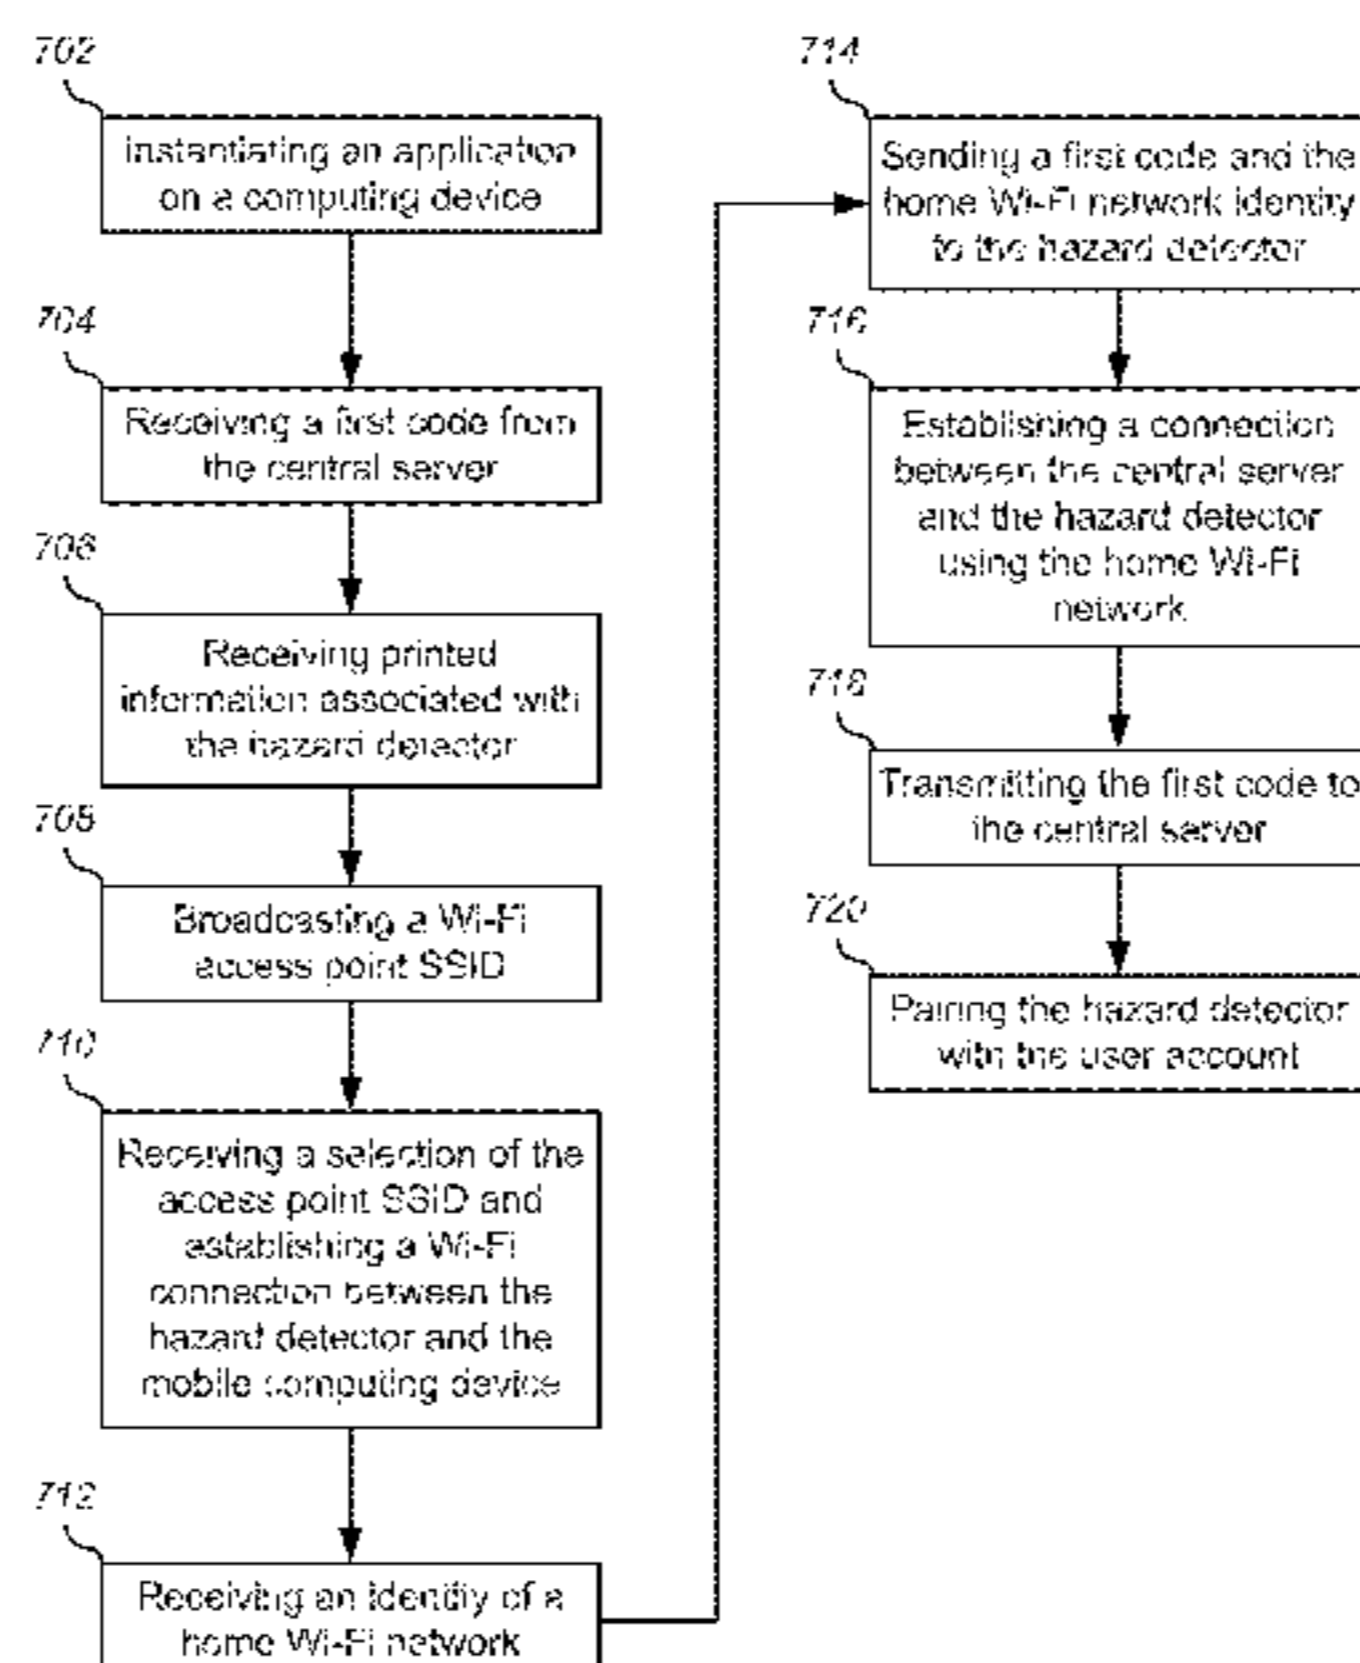 702
Instantiating an application
on a computing device
704
Receiving a first code from
the central server
706
Receiving printed
information associated with
the hazard detector
708
Broadcasting a Wi-Fi
access point SSID
710
Receiving a selection of the
access point SSID and
establishing a Wi-Fi
connection between the
hazard detector and the
mobile computing device
712
Receiving an identity of a
home Wi-Fi network
714
Sending a first code and the
home Wi-Fi network identity
to the hazard detector
716
Establishing a connection
between the central server
and the hazard detector
using the home Wi-Fi
network
718
Transmitting the first code to
the central server
720
Pairing the hazard detector
with the user account